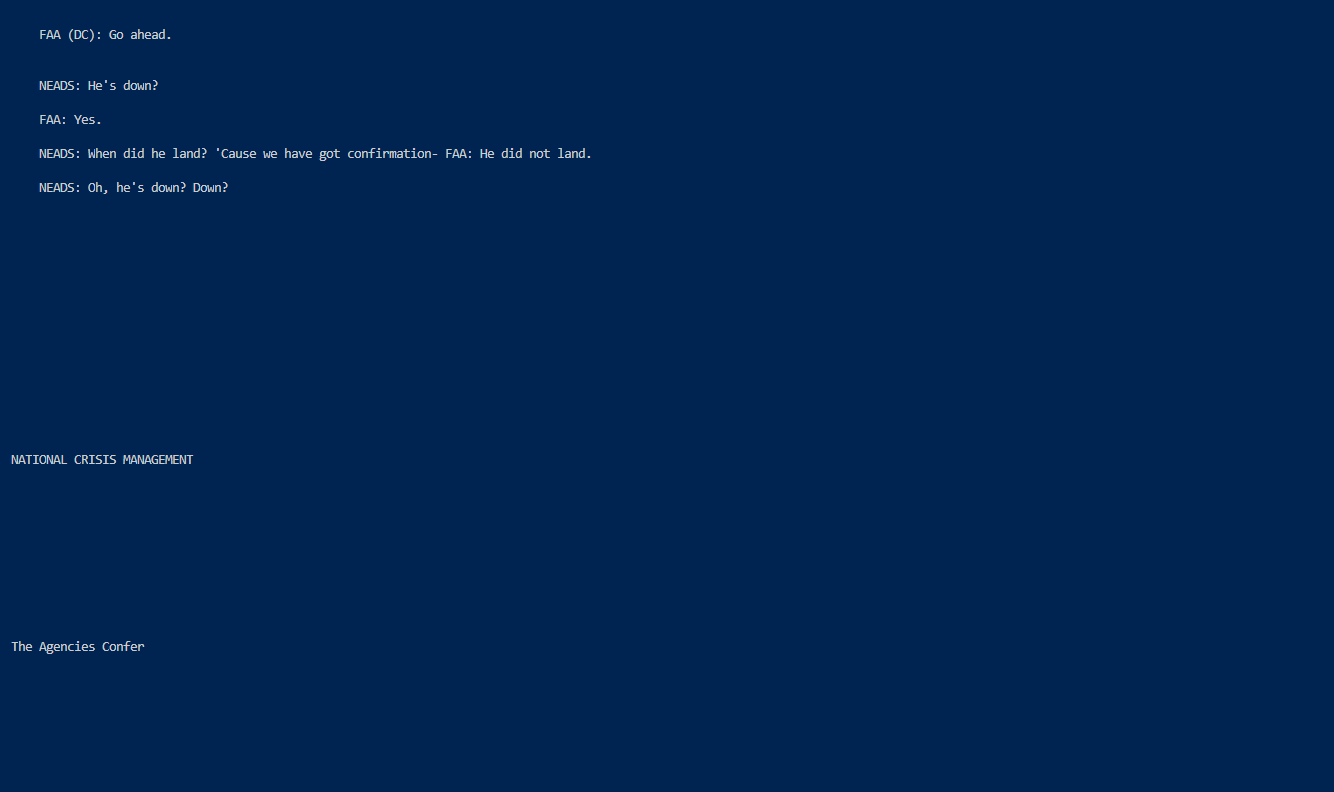 FAA (DC): Go ahead.
NEADS: He's down?
FAA: Yes.
NEADS: When did he land? 'Cause we have got confirmation- FAA: He did not land.
NEADS: Oh, he's down? Down?
NATIONAL CRISIS MANAGEMENT
The Agencies Confer